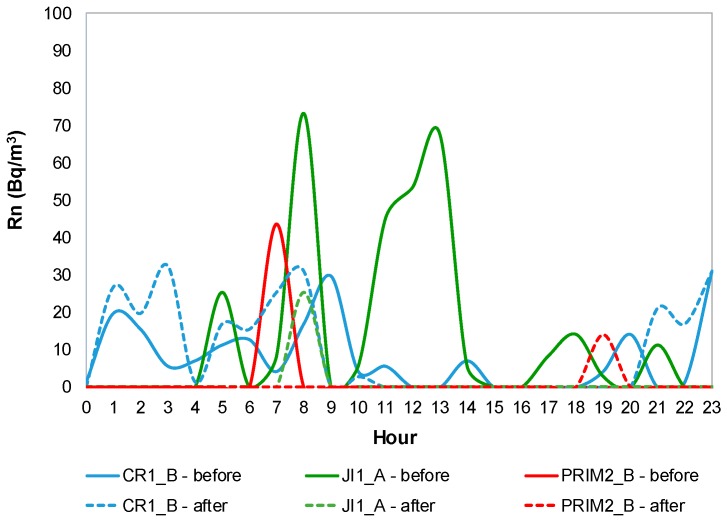 100
90
80
70
60
50
40
30
20
10
0
Rn (Bq/m³)
0 1 2 3 4 5 6 7 8 9 10 11 12 13 14 15 16 17 18 19 20 21 22 23
Hour
CR1_B - before JI1_A - before PRIM2_B - before
CR1_B - after JI1_A - after PRIM2_B - after